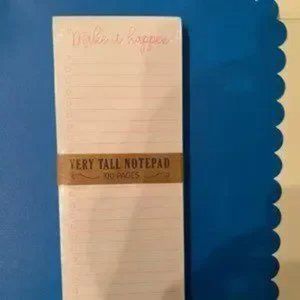 Make it happen
VERY TALL NOTEPAD
100 PAGES